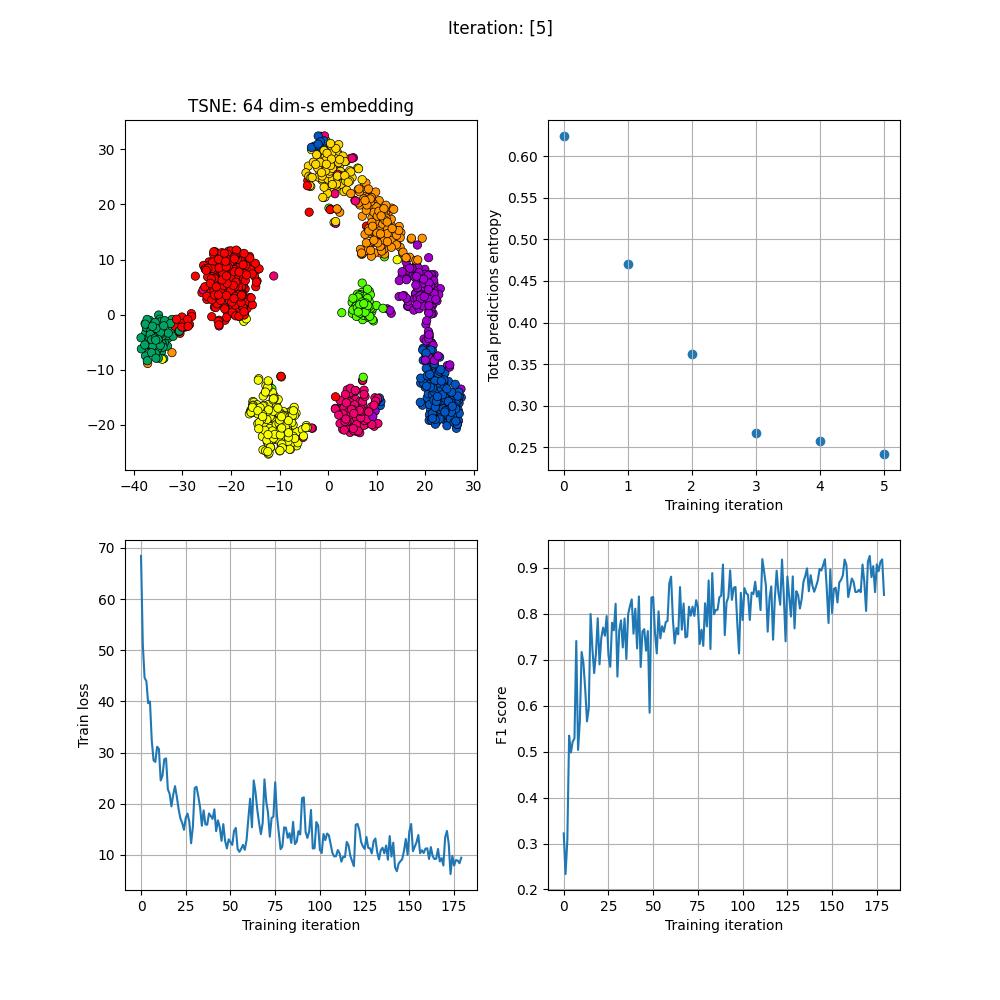 Iteration: [5]
TSNE: 64 dim-s embedding
30
20
10
0
−10
−20
−40 −30 −20 −10 0 10 20 30
Total predictions entropy
0.60
0.55
0.50
0.45
0.40
0.35
0.30
0.25
0 1 2 3 4 5
Training iteration
Train loss
70
60
50
40
30
20
10
0 25 50 75 100 125 150 175
Training iteration
F1 score
0.9
0.8
0.7
0.6
0.5
0.4
0.3
0.2
0 25 50 75 100 125 150 175
Training iteration